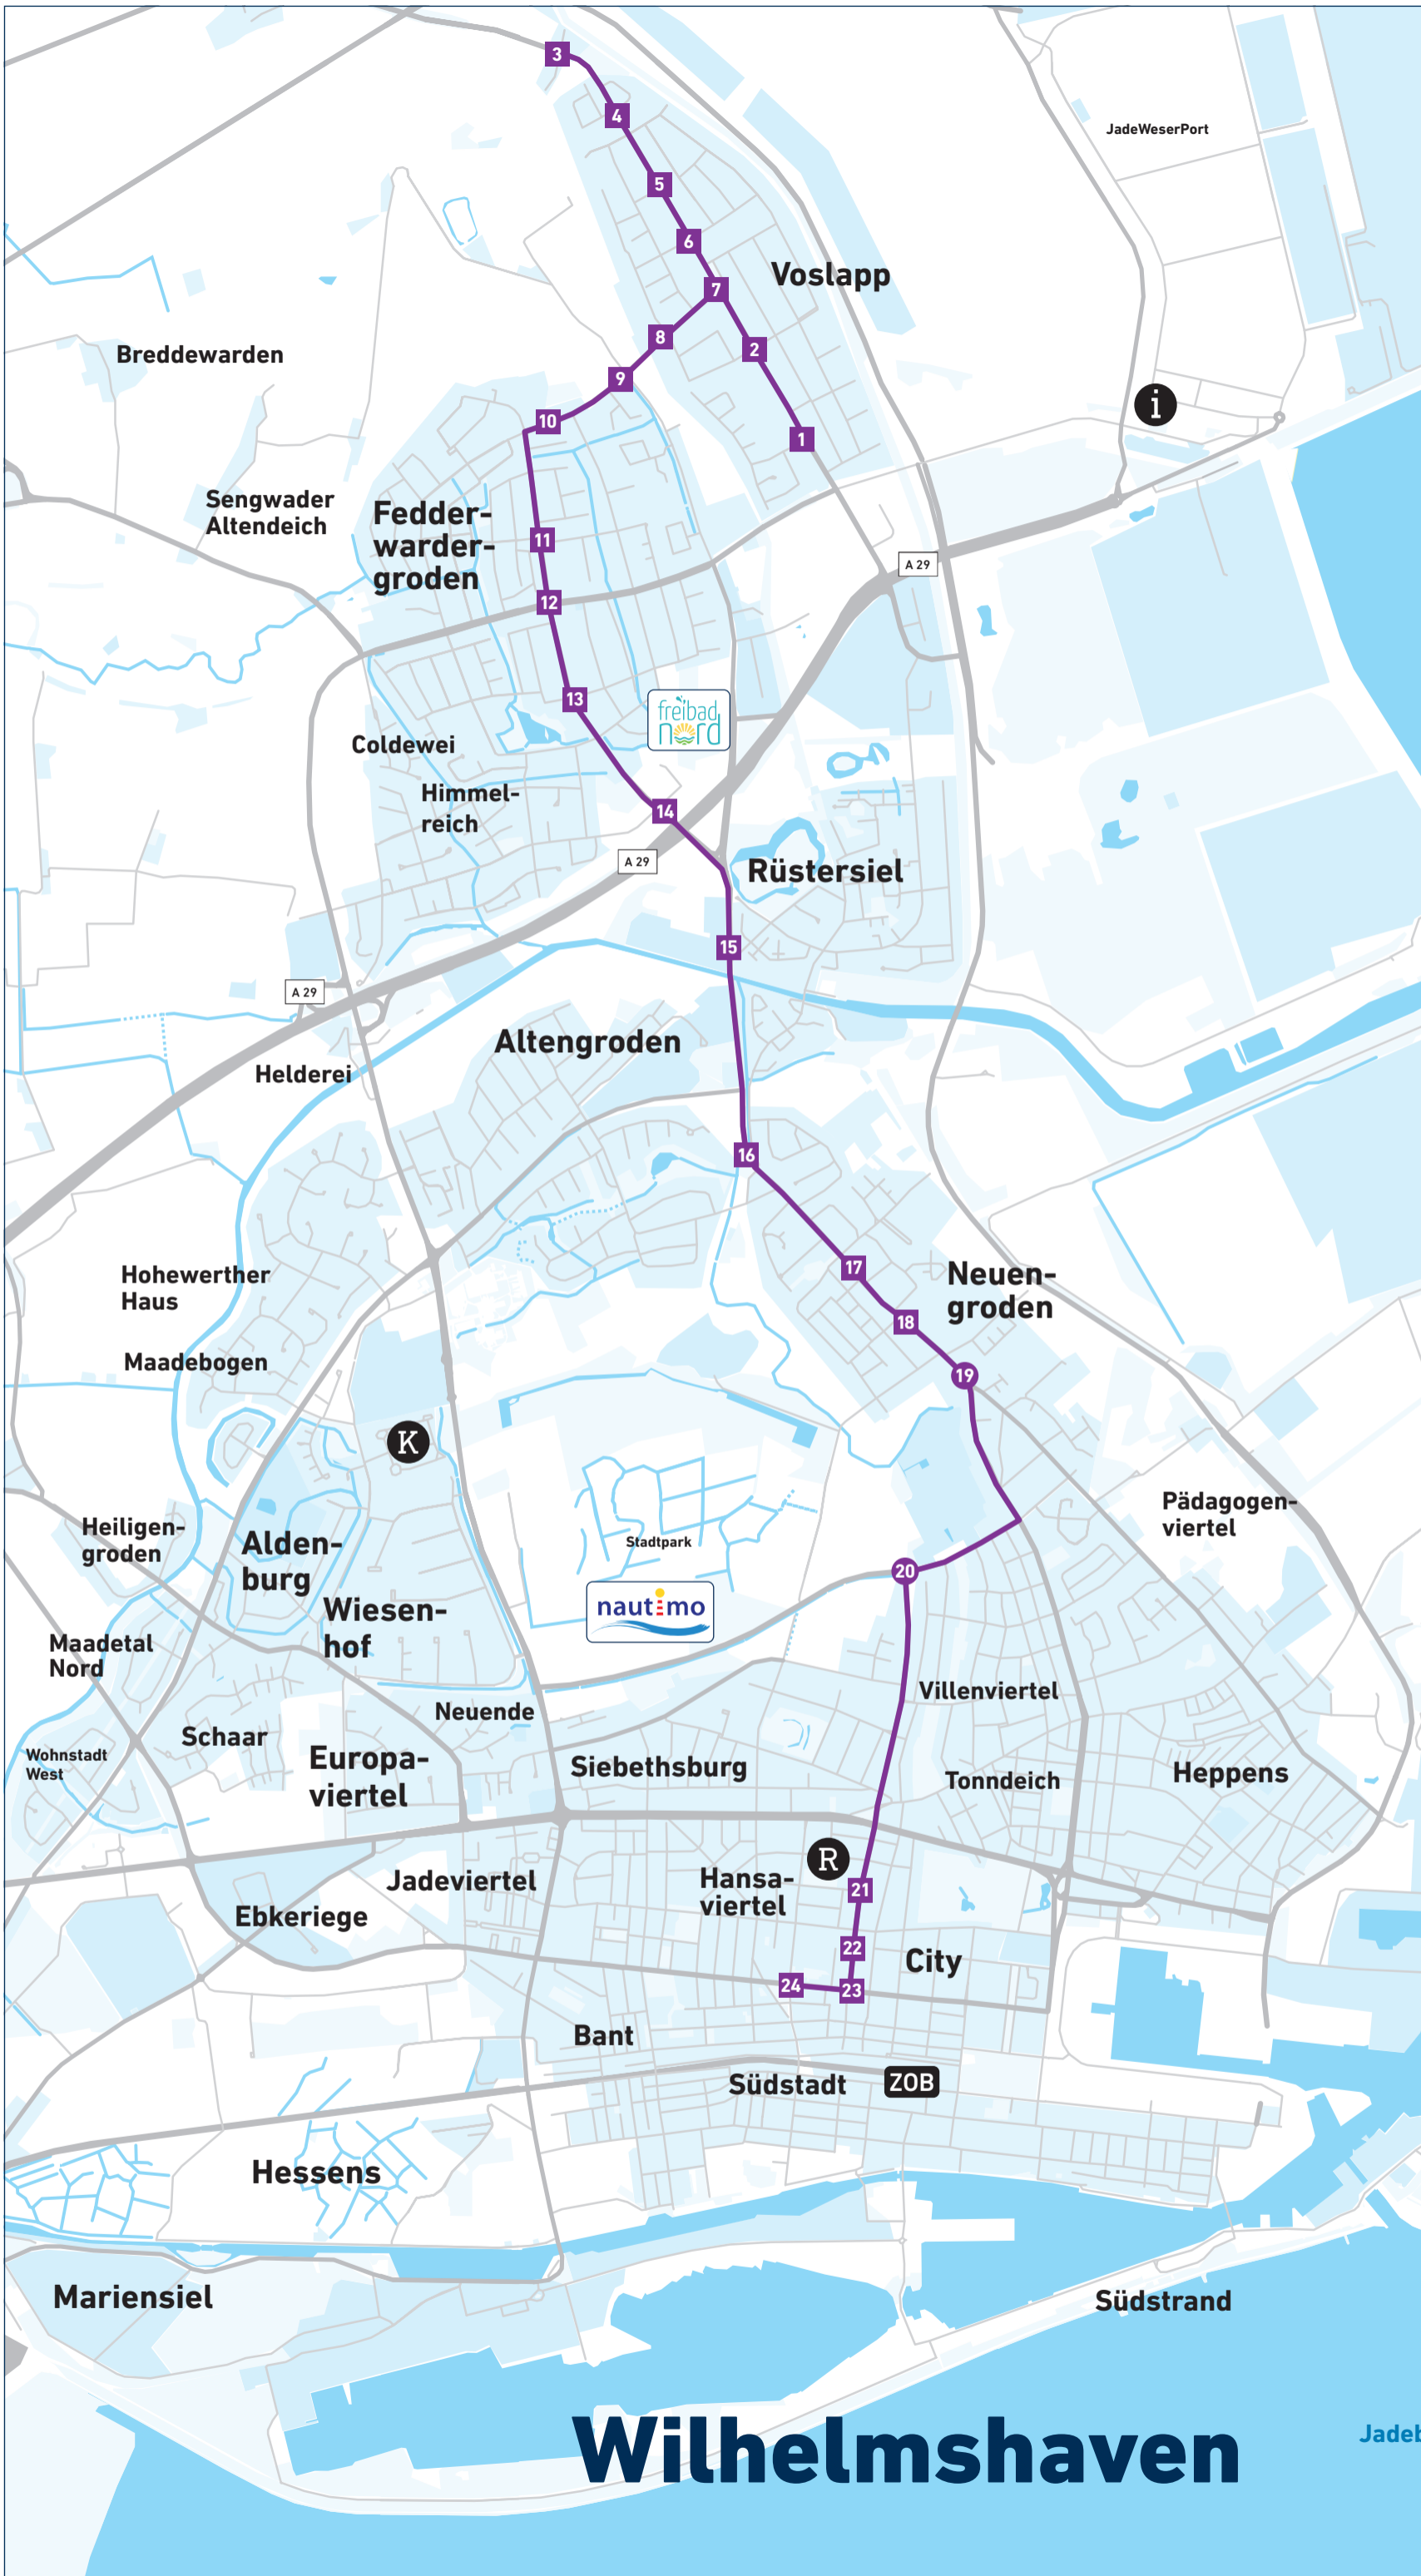 3
4
JadeWeserPort
5
6
Voslapp
7
8
2
Breddewarden
9
i
10
1
Sengwader
Altendeich
Fedder-
warder-
groden
11
A 29
12
13
freibad
nord
Coldewei
Himmel-
reich
14
A 29
Rüstersiel
15
A 29
Altengroden
Helderei
16
17
Hohewerther
Haus
Neuen-
groden
18
Maadebogen
19
K
Pädagogen-
viertel
Heiligen-
groden
Alden-
burg
Stadtpark
20
nautimo
Wiesen-
hof
Maadetal
Nord
Villenviertel
Neuende
Schaar
Wohnstadt
West
Europa-
viertel
Siebethsburg
Tonndeich
Heppens
R
Jadeviertel
Hansa-
viertel
21
Ebkeriege
22
City
24
23
Bant
Südstadt
ZOB
Hessens
Mariensiel
Südstrand
Wilhelmshaven
Jadeb